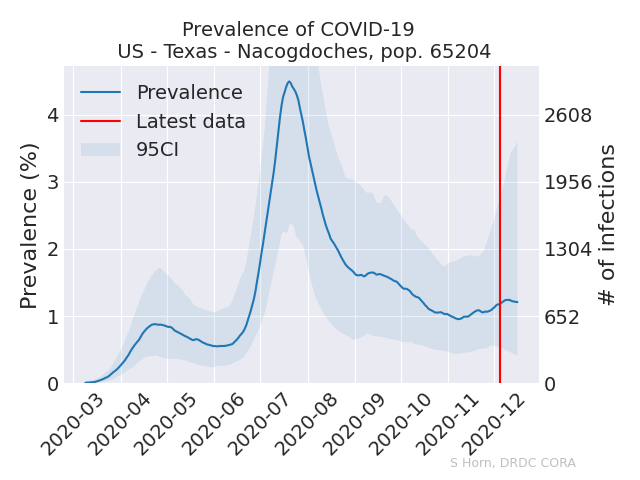 Prevalence of COVID-19
US - Texas - Nacogdoches, pop. 65204
Prevalence
Latest data
95CI
Prevalence (%)
4
3
2
1
0
2608
1956
1304
652
0
# of infections
2020-03
2020-04
2020-05
2020-06
2020-07
2020-08
2020-09
2020-10
2020-11
2020-12
S Horn, DRDC CORA